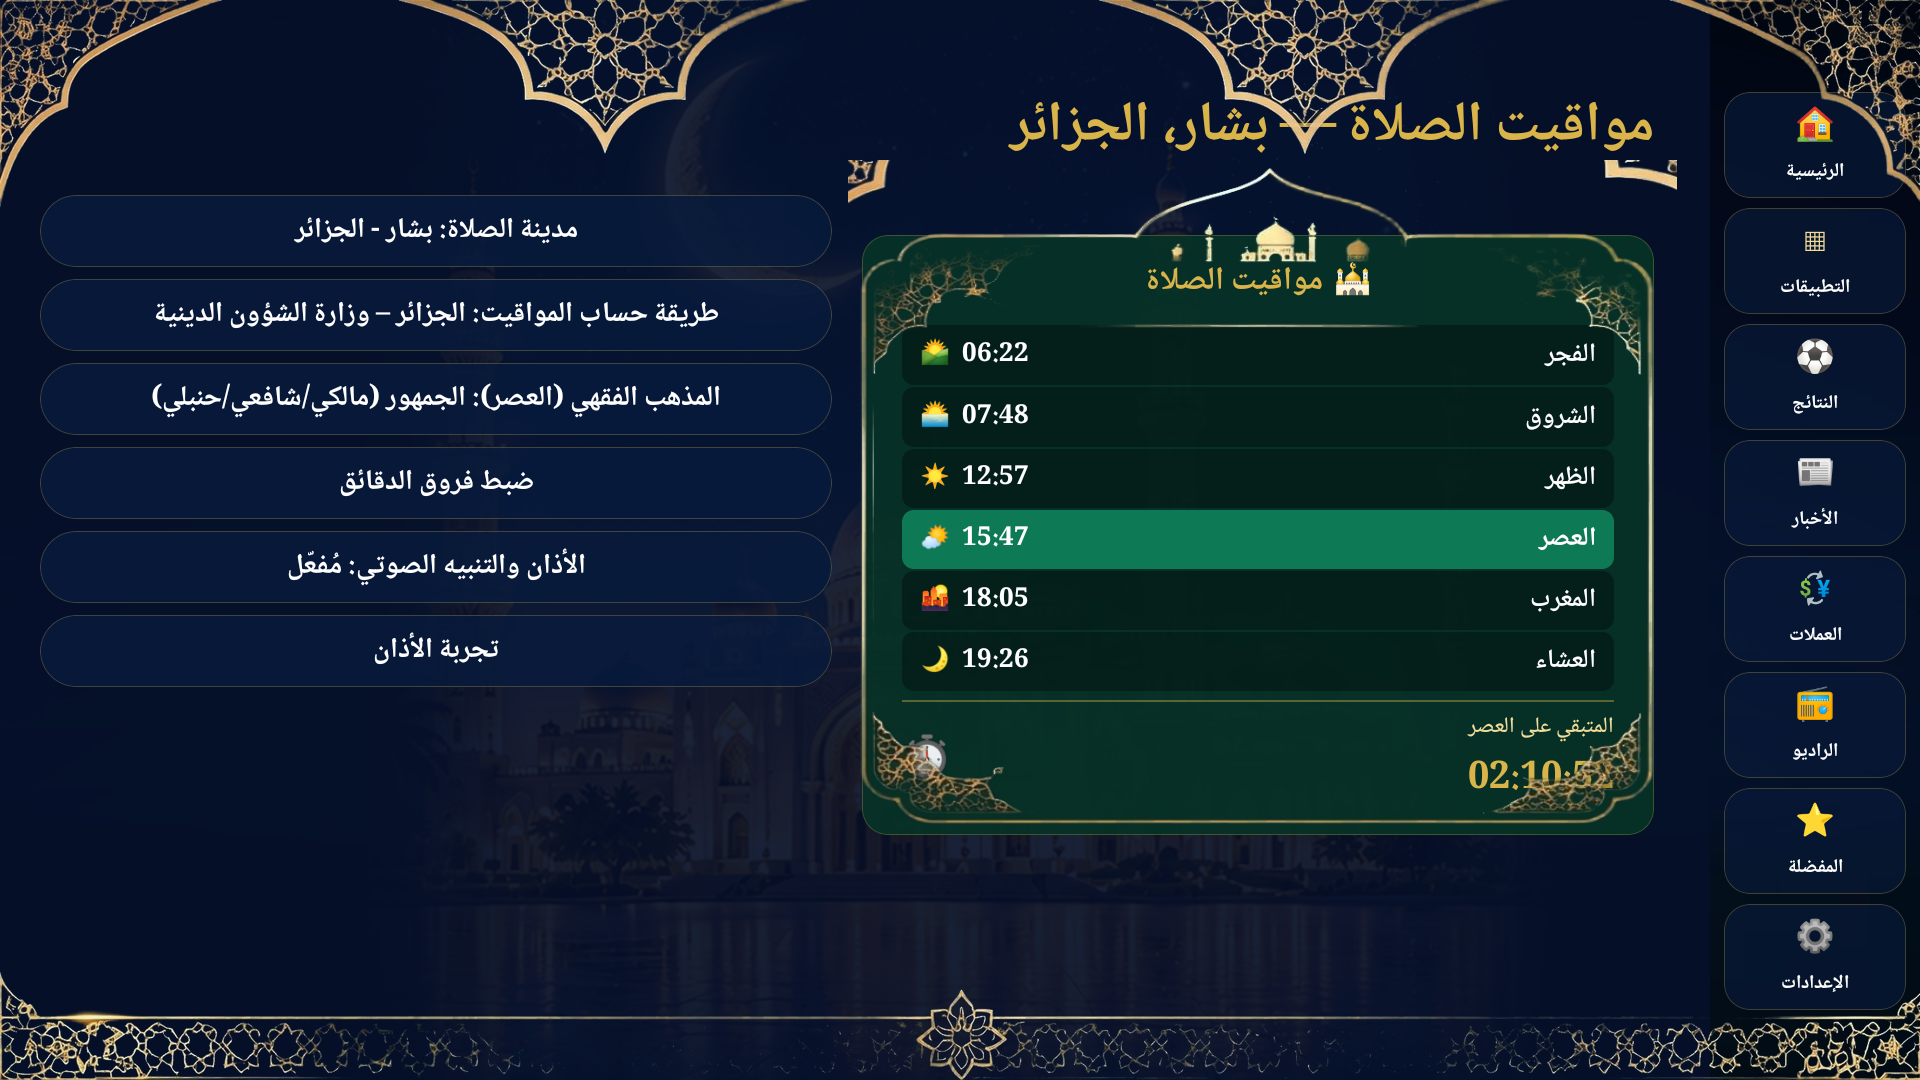 مواقيت الصلاة — بشار، الجزائر
الرئيسية
التطبيقات
النتائج
الأخبار
العملات
الراديو
المفضلة
الإعدادات
مواقيت الصلاة
الفجر 06:22
الشروق 07:48
الظهر 12:57
العصر 15:47
المغرب 18:05
العشاء 19:26
المتبقي على العصر
02:10:52
مدينة الصلاة: بشار - الجزائر
طريقة حساب المواقيت: الجزائر – وزارة الشؤون الدينية
المذهب الفقهي (العصر): الجمهور (مالكي/شافعي/حنبلي)
ضبط فروق الدقائق
الأذان والتنبيه الصوتي: مُفعّل
تجربة الأذان